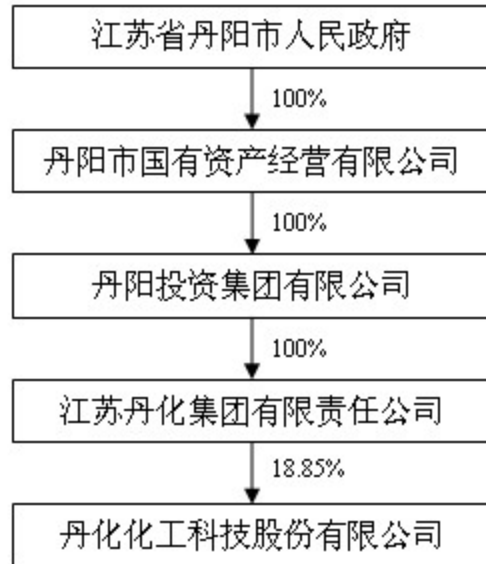 江苏省丹阳市人民政府
100%
丹阳市国有资产经营有限公司
100%
丹阳投资集团有限公司
100%
江苏丹化集团有限责任公司
18.85%
丹化化工科技股份有限公司